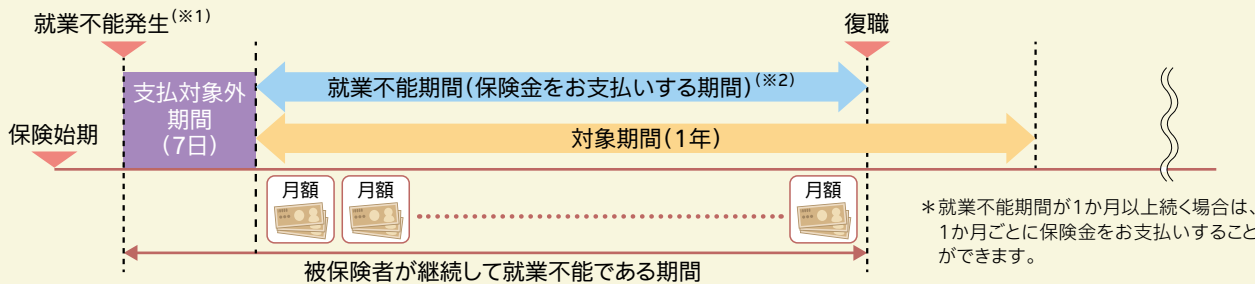 就業不能発生(※1)
復職
支払対象外
期間
(7日)
就業不能期間(保険金をお支払いする期間)(※2)
対象期間(1年)
保険始期
月額
月額
月額
＊就業不能期間が1か月以上続く場合は、
1か月ごとに保険金をお支払いすること
ができます。
被保険者が継続して就業不能である期間